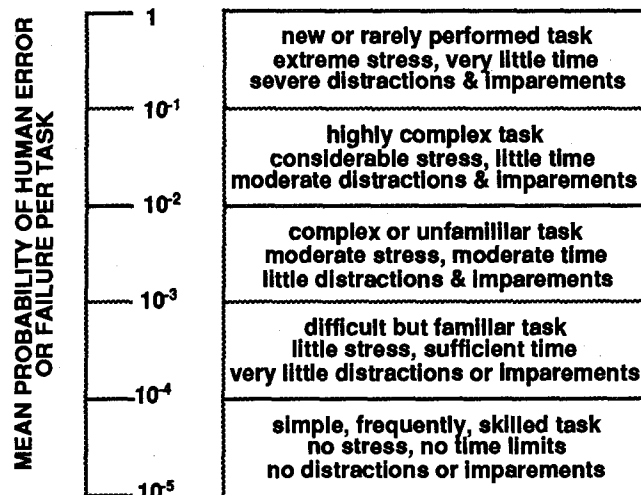 MEAN PROBABILITY OF HUMAN ERROR
OR FAILURE PER TASK
1
10-1
10-2
10-3
10-4
10-5
new or rarely performed task
extreme stress, very little time
severe distractions & imparements
highly complex task
considerable stress, little time
moderate distractions & imparements
complex or unfamililar task
moderate stress, moderate time
little distractions & imparements
difficult but familiar task
little stress, sufficient time
very little distractions or imparements
simple, frequently, skilled task
no stress, no time limits
no distractions or imparements